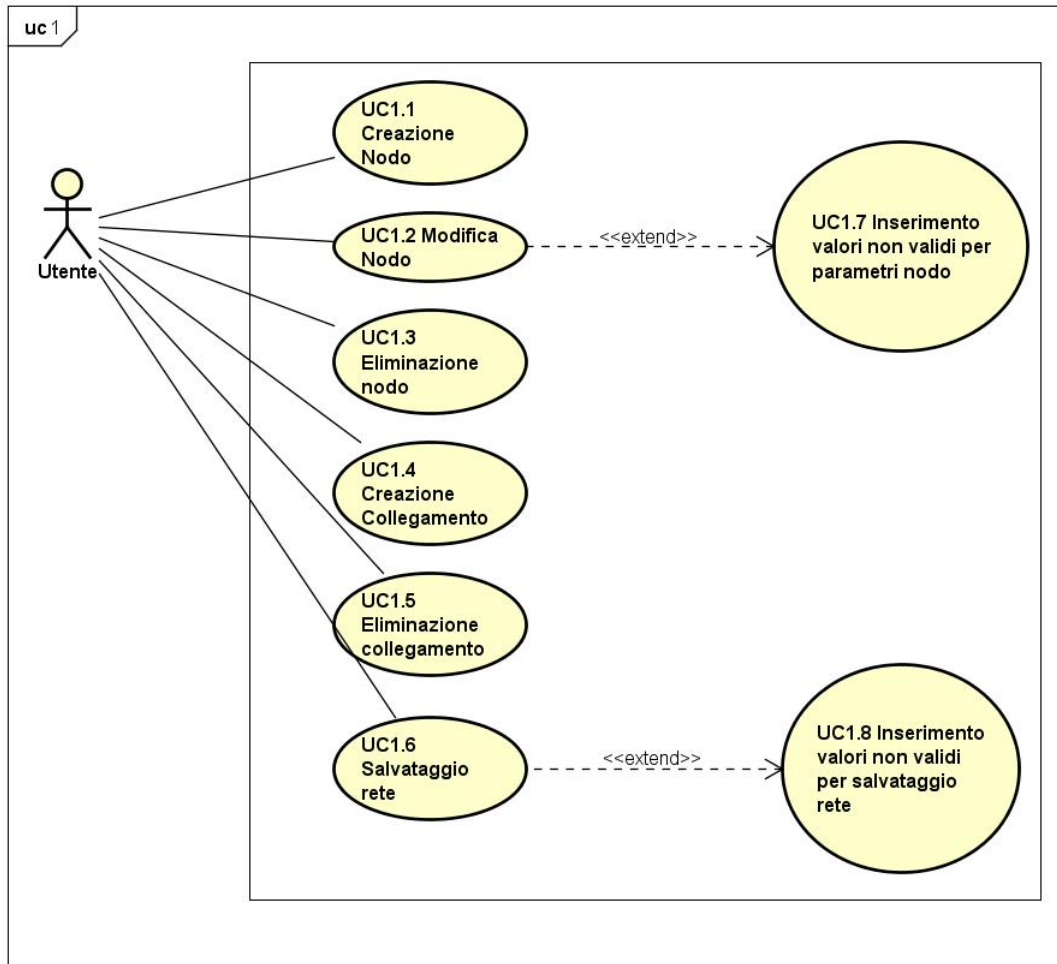 uc 1
Utente
UC1.1
Creazione
Nodo
UC1.2 Modifica
Nodo
<<extend>>
UC1.7 Inserimento
valori non validi per
parametri nodo
UC1.3
Eliminazione
nodo
UC1.4
Creazione
Collegamento
UC1.5
Eliminazione
collegamento
UC1.6
Salvataggio
rete
<<extend>>
UC1.8 Inserimento
valori non validi
per salvataggio
rete